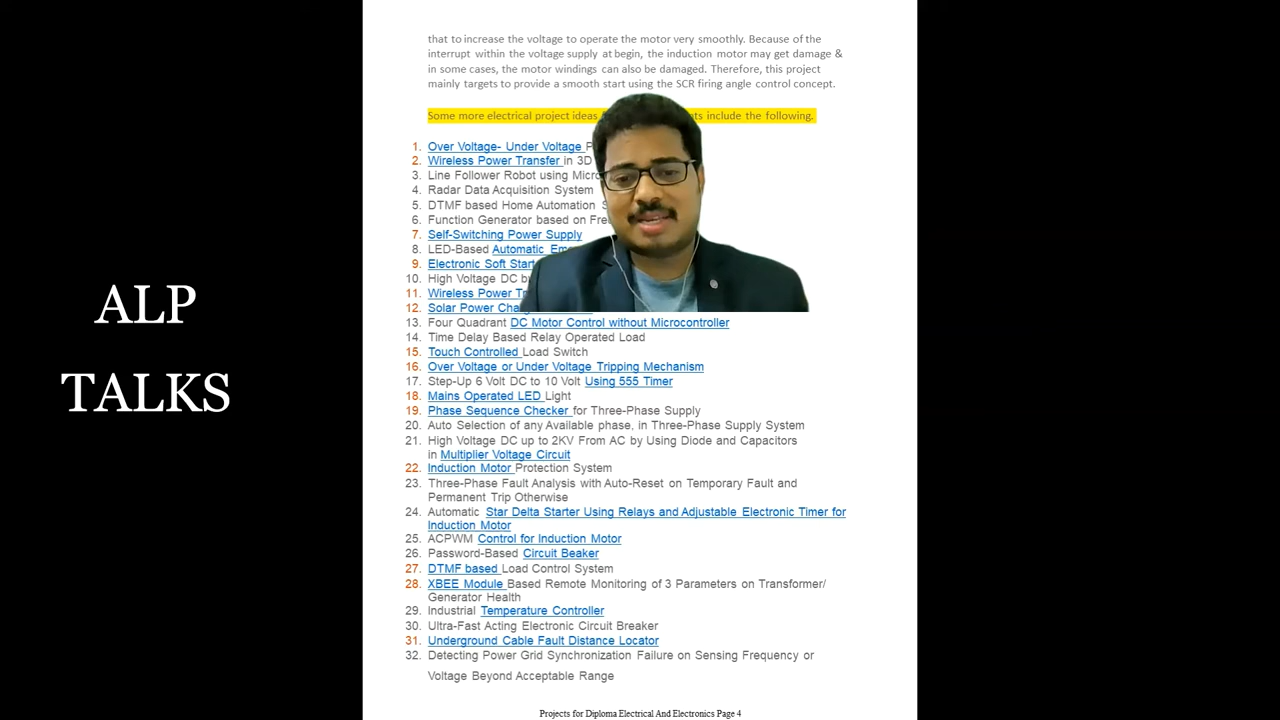 ALP
TALKS
that to increase the voltage to operate the motor very smoothly. Because of the
interrupt within the voltage supply at begin, the induction motor may get damage &
in some cases, the motor windings can also be damaged. Therefore, this project
mainly targets to provide a smooth start using the SCR firing angle control concept.
Some more electrical project ideas include the following.
1. Over Voltage- Under Voltage
2. Wireless Power Transfer in 3D
3. Line Follower Robot using
4. Radar Data Acquisition System
5. DTMF based Home Automation
6. Function Generator based on
7. Self-Switching Power Supply
8. LED-Based Automatic
9. Electronic Soft
10. High Voltage DC
11. Wireless Power
12. Solar Power
13. Four Quadrant DC Motor Control without Microcontroller
14. Time Delay Based Relay Operated Load
15. Touch Controlled Load Switch
16. Over Voltage or Under Voltage Tripping Mechanism
17. Step-Up 6 Volt DC to 10 Volt Using 555 Timer
18. Mains Operated LED Light
19. Phase Sequence Checker for Three-Phase Supply
20. Auto Selection of any Available phase, in Three-Phase Supply System
21. High Voltage DC up to 2KV From AC by Using Diode and Capacitors
in Multiplier Voltage Circuit
22. Induction Motor Protection System
23. Three-Phase Fault Analysis with Auto-Reset on Temporary Fault and
Permanent Trip Otherwise
24. Automatic Star Delta Starter Using Relays and Adjustable Electronic Timer for
Induction Motor
25. ACPWM Control for Induction Motor
26. Password-Based Circuit Beaker
27. DTMF based Load Control System
28. XBEE Module Based Remote Monitoring of 3 Parameters on Transformer/
Generator Health
29. Industrial Temperature Controller
30. Ultra-Fast Acting Electronic Circuit Breaker
31. Underground Cable Fault Distance Locator
32. Detecting Power Grid Synchronization Failure on Sensing Frequency or
Voltage Beyond Acceptable Range
Projects for Diploma Electrical And Electronics Page 4